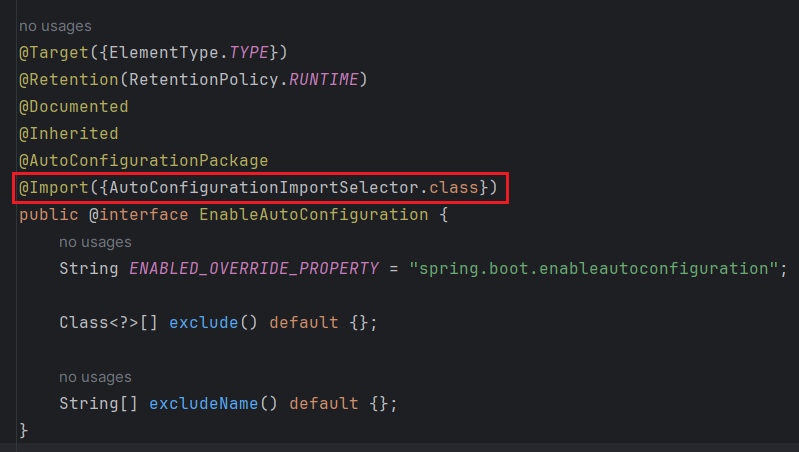 no usages
@Target({ElementType.TYPE})
@Retention(RetentionPolicy.RUNTIME)
@Documented
@Inherited
@AutoConfigurationPackage
@Import({AutoConfigurationImportSelector.class})
public @interface EnableAutoConfiguration {
no usages
String ENABLED_OVERRIDE_PROPERTY = "spring.boot.enableautoconfiguration";
Class<?>[] exclude() default {};
no usages
String[] excludeName() default {};
}